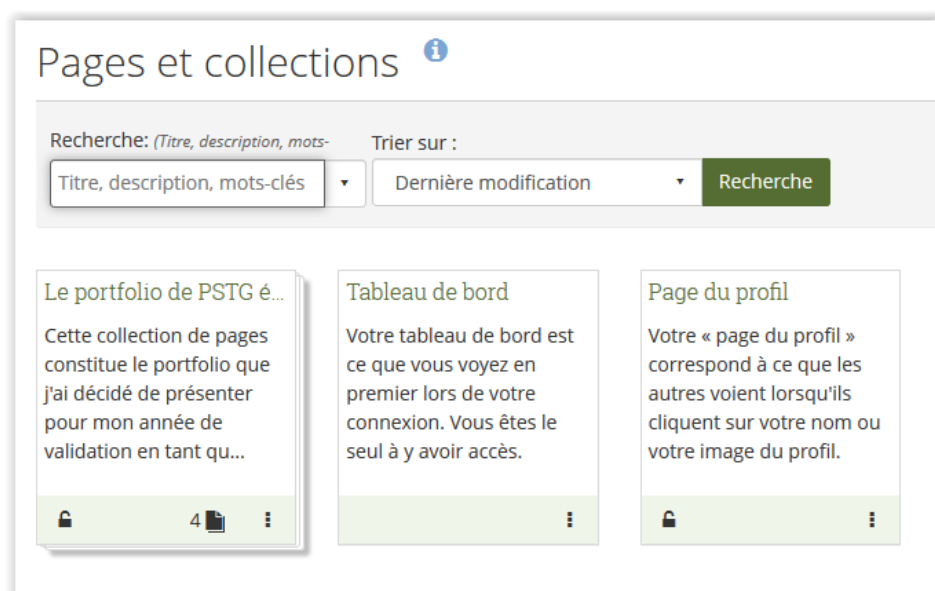 Pages et collections
Recherche: (Titre, description, mots-
Trier sur :
Titre, description, mots-clés
Dernière modification
Recherche
Le portfolio de PSTG é...
Cette collection de pages
constitue le portfolio que
j'ai décidé de présenter
pour mon année de
validation en tant qu...
4
Tableau de bord
Votre tableau de bord est
ce que vous voyez en
premier lors de votre
connexion. Vous êtes le
seul à y avoir accès.
Page du profil
Votre « page du profil »
correspond à ce que les
autres voient lorsqu'ils
cliquent sur votre nom ou
votre image du profil.